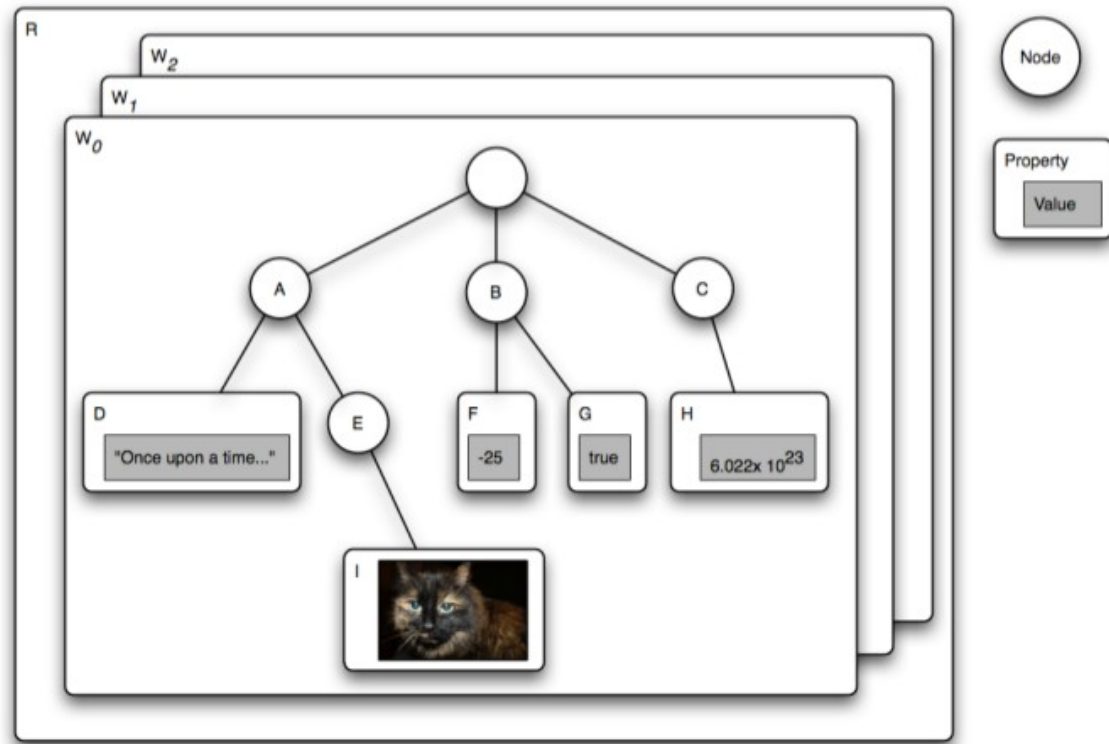 R
W2
W1
W0
A
B
C
D
"Once upon a time..."
E
F
-25
G
true
H
6.022x 10^23
I
Node
Property
Value